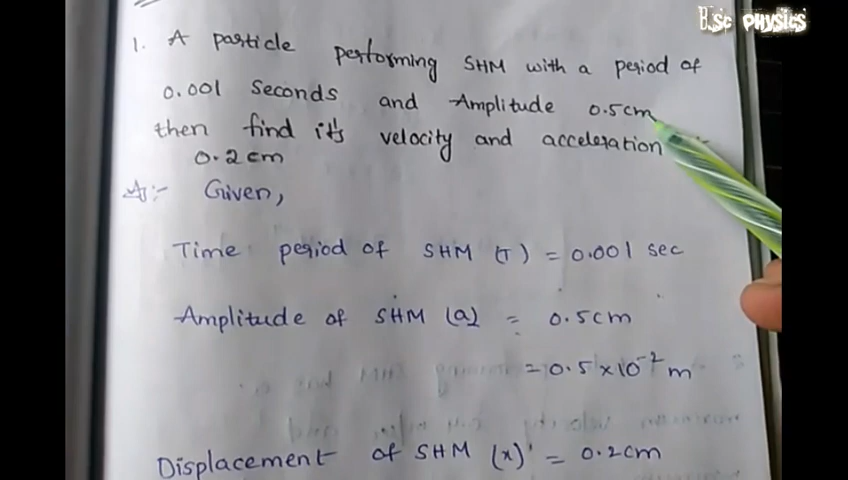 B.Sc PHYSICS
1. A particle performing SHM with a period of
0.001 seconds and Amplitude 0.5cm
then find it's velocity and acceleration
0.2cm
A:- Given,
Time period of SHM (T) = 0.001 sec
Amplitude of SHM (a) = 0.5cm
= 0.5 × 10⁻² m
Displacement of SHM (x) = 0.2cm